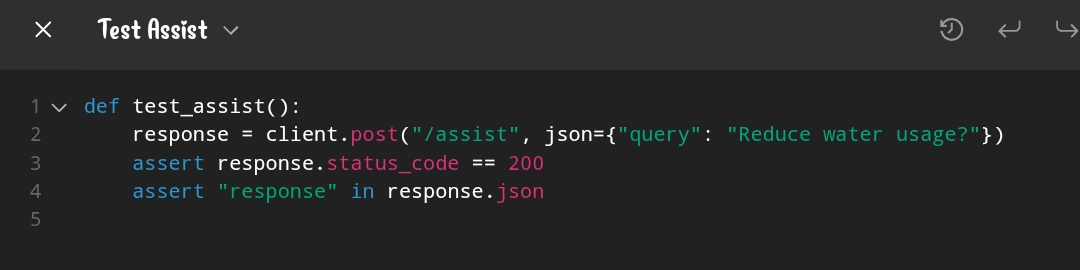 Test Assist
1 def test_assist():
2     response = client.post("/assist", json={"query": "Reduce water usage?"})
3     assert response.status_code == 200
4     assert "response" in response.json
5